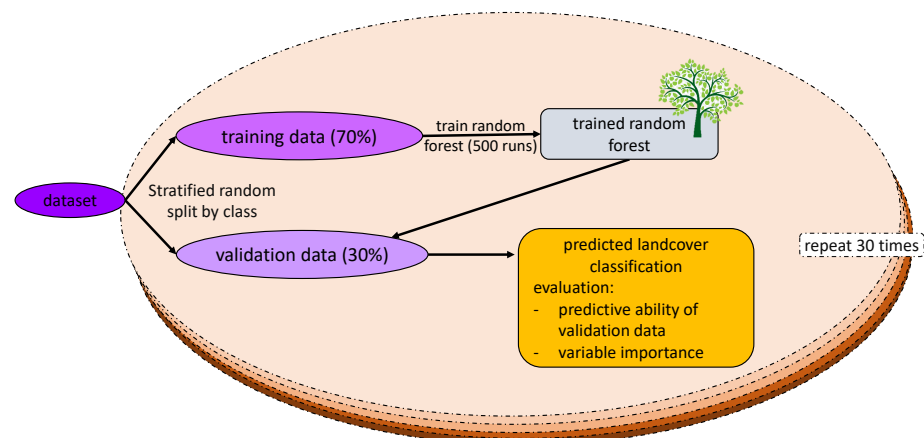 dataset
Stratified random
split by class
training data (70%)
train random
forest (500 runs)
trained random
forest
validation data (30%)
predicted landcover
classification
evaluation:
- predictive ability of
validation data
- variable importance
repeat 30 times